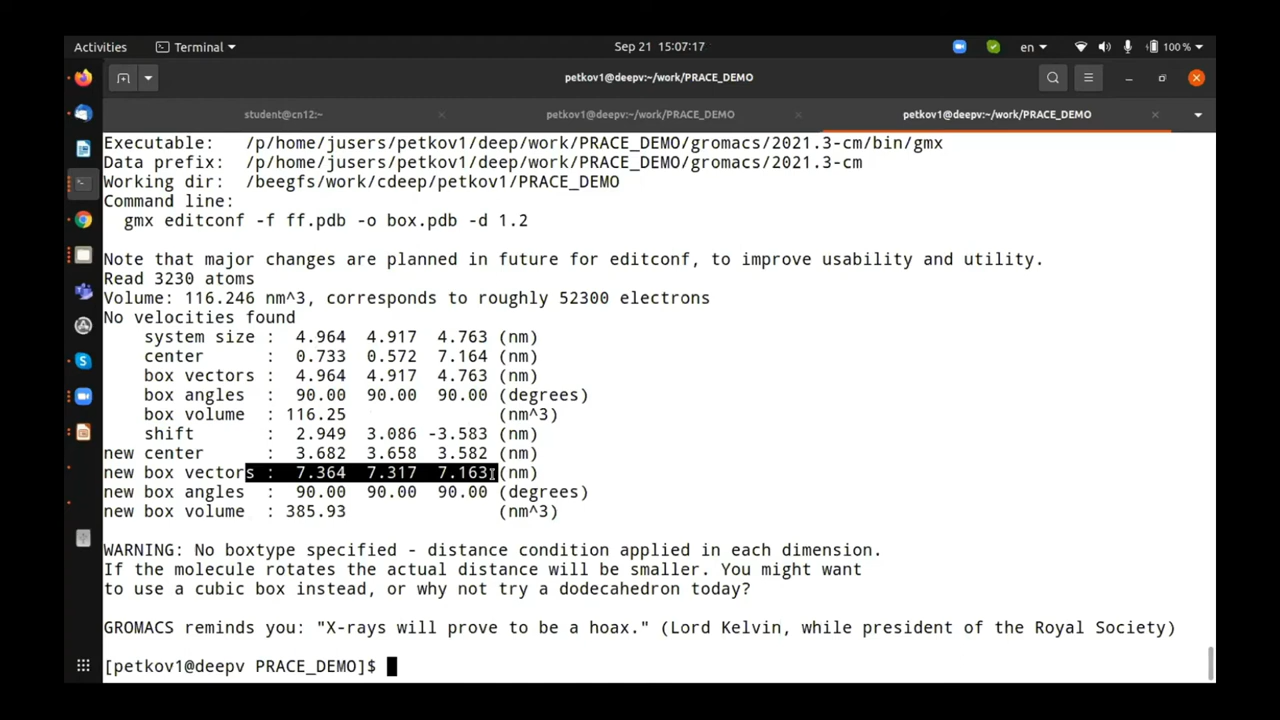 Activities
Terminal
Sep 21 15:07:17
en
100 %
petkov1@deepv:~/work/PRACE_DEMO
student@cn12:~
petkov1@deepv:~/work/PRACE_DEMO
petkov1@deepv:~/work/PRACE_DEMO
Executable:   /p/home/jusers/petkov1/deep/work/PRACE_DEMO/gromacs/2021.3-cm/bin/gmx
Data prefix:  /p/home/jusers/petkov1/deep/work/PRACE_DEMO/gromacs/2021.3-cm
Working dir:  /beegfs/work/cdeep/petkov1/PRACE_DEMO
Command line:
  gmx editconf -f ff.pdb -o box.pdb -d 1.2
Note that major changes are planned in future for editconf, to improve usability and utility.
Read 3230 atoms
Volume: 116.246 nm^3, corresponds to roughly 52300 electrons
No velocities found
    system size :  4.964  4.917  4.763 (nm)
    center      :  0.733  0.572  7.164 (nm)
    box vectors :  4.964  4.917  4.763 (nm)
    box angles  :  90.00  90.00  90.00 (degrees)
    box volume  : 116.25               (nm^3)
    shift       :  2.949  3.086 -3.583 (nm)
new center      :  3.682  3.658  3.582 (nm)
new box vectors :  7.364  7.317  7.163 (nm)
new box angles  :  90.00  90.00  90.00 (degrees)
new box volume  : 385.93               (nm^3)
WARNING: No boxtype specified - distance condition applied in each dimension.
If the molecule rotates the actual distance will be smaller. You might want
to use a cubic box instead, or why not try a dodecahedron today?
GROMACS reminds you: "X-rays will prove to be a hoax." (Lord Kelvin, while president of the Royal Society)
[petkov1@deepv PRACE_DEMO]$